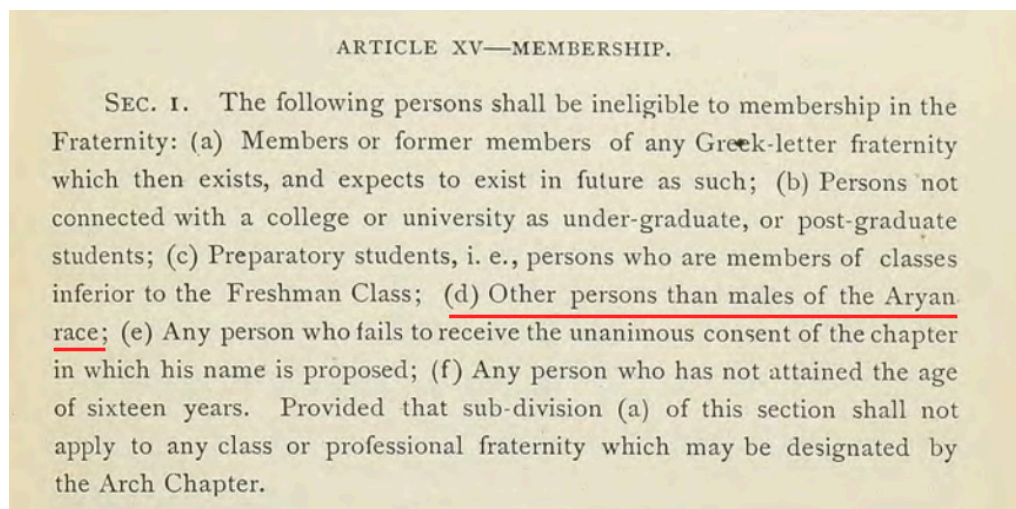 ARTICLE XV—MEMBERSHIP.
SEC. I. The following persons shall be ineligible to membership in the
Fraternity: (a) Members or former members of any Greek-letter fraternity
which then exists, and expects to exist in future as such; (b) Persons not
connected with a college or university as under-graduate, or post-graduate
students; (c) Preparatory students, i. e., persons who are members of classes
inferior to the Freshman Class; (d) Other persons than males of the Aryan
race; (e) Any person who fails to receive the unanimous consent of the chapter
in which his name is proposed; (f) Any person who has not attained the age
of sixteen years. Provided that sub-division (a) of this section shall not
apply to any class or professional fraternity which may be designated by
the Arch Chapter.